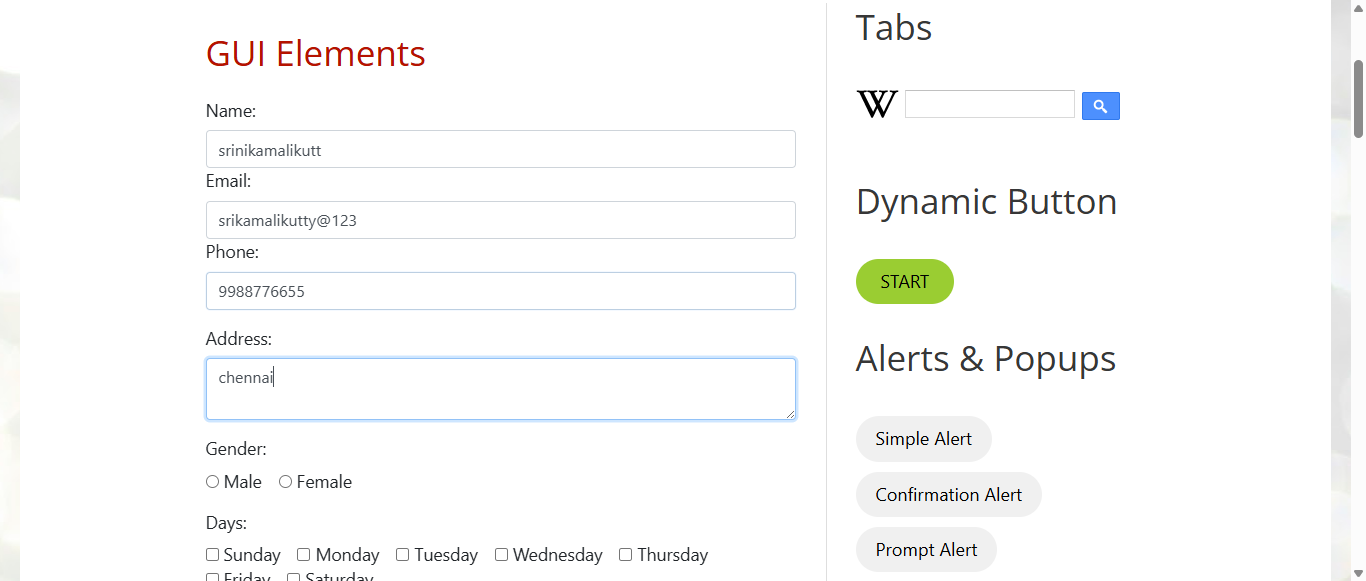 GUI Elements
Name:
srinikamalikutt
Email:
srikamalikutty@123
Phone:
9988776655
Address:
chennai
Gender:
Male Female
Days:
Sunday Monday Tuesday Wednesday Thursday
Friday Saturday
Tabs
W
Dynamic Button
START
Alerts & Popups
Simple Alert
Confirmation Alert
Prompt Alert